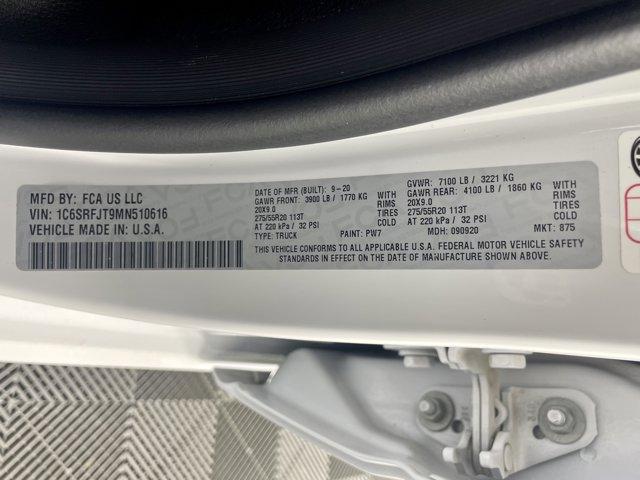 MFD BY: FCA US LLC
VIN: 1C6SRFJT9MN510616
VEHICLE MADE IN: U.S.A.
DATE OF MFR (BUILT): 9-20
GAWR FRONT: 3900 LB / 1770 KG WITH
20X9.0 RIMS
275/55R20 113T TIRES
AT 220 kPa / 32 PSI COLD
TYPE: TRUCK PAINT: PW7
GVWR: 7100 LB / 3221 KG
GAWR REAR: 4100 LB / 1860 KG WITH
20X9.0 RIMS
275/55R20 113T TIRES
AT 220 kPa / 32 PSI COLD
MDH: 090920 MKT: 875
THIS VEHICLE CONFORMS TO ALL APPLICABLE U.S.A. FEDERAL MOTOR VEHICLE SAFETY
STANDARDS IN EFFECT ON THE DATE OF MANUFACTURE SHOWN ABOVE.